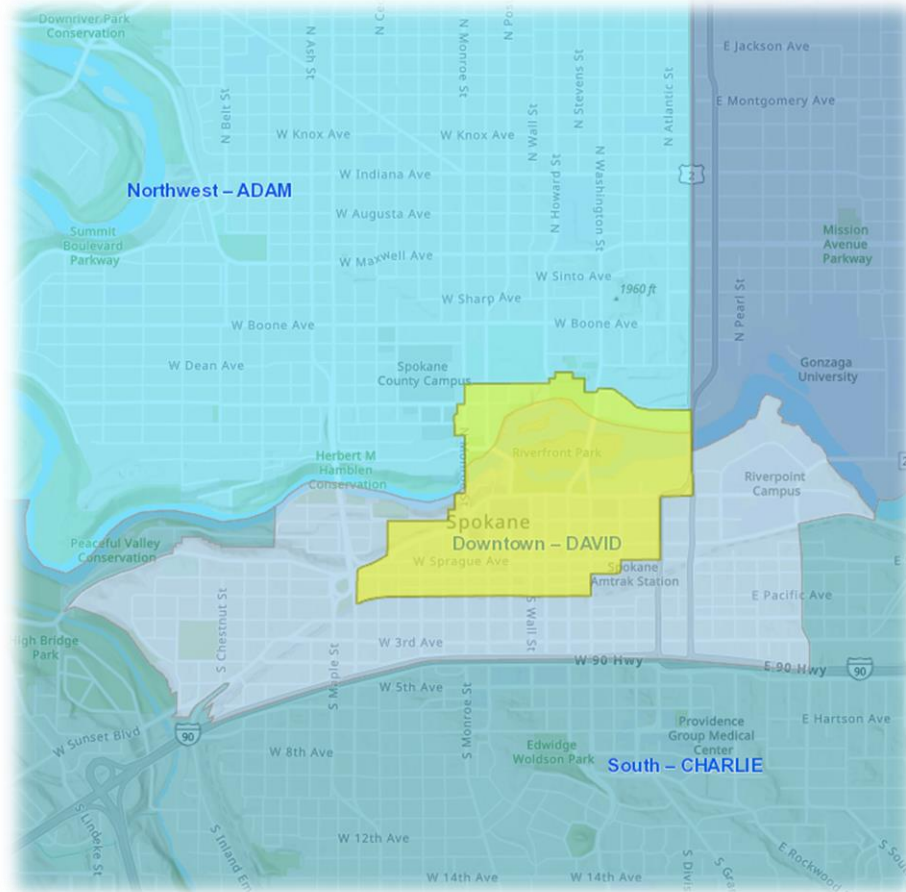 Downriver Park
Conservation
N Ash St
N Monroe St
N Belt St
N Wall St
N Stevens St
N Howard St
N Washington St
N Atlantic St
E Jackson Ave
E Montgomery Ave
W Knox Ave
W Knox Ave
2
W Indiana Ave
Northwest – ADAM
W Augusta Ave
Summit
Boulevard
Parkway
Mission
Avenue
Parkway
W Maxwell Ave
W Sinto Ave
1960 ft
W Sharp Ave
N Pearl St
W Boone Ave
W Boone Ave
W Dean Ave
Spokane
County Campus
Gonzaga
University
Herbert M
Hamblen
Conservation
Riverfront Park
Riverpoint
Campus
Spokane
Downtown – DAVID
Peaceful Valley
Conservation
W Sprague Ave
Spokane
Amtrak Station
S Chestnut St
S Wall St
E Pacific Ave
High Bridge
Park
W 3rd Ave
S Maple St
W 90 Hwy
E 90 Hwy
90
W 5th Ave
S Monroe St
Providence
Group Medical
Center
E Hartson Ave
90
W Sunset Blvd
W 8th Ave
Edwidge
Woldson Park
South – CHARLIE
S Lindeke St
W 12th Ave
W 14th Ave
W 14th Ave